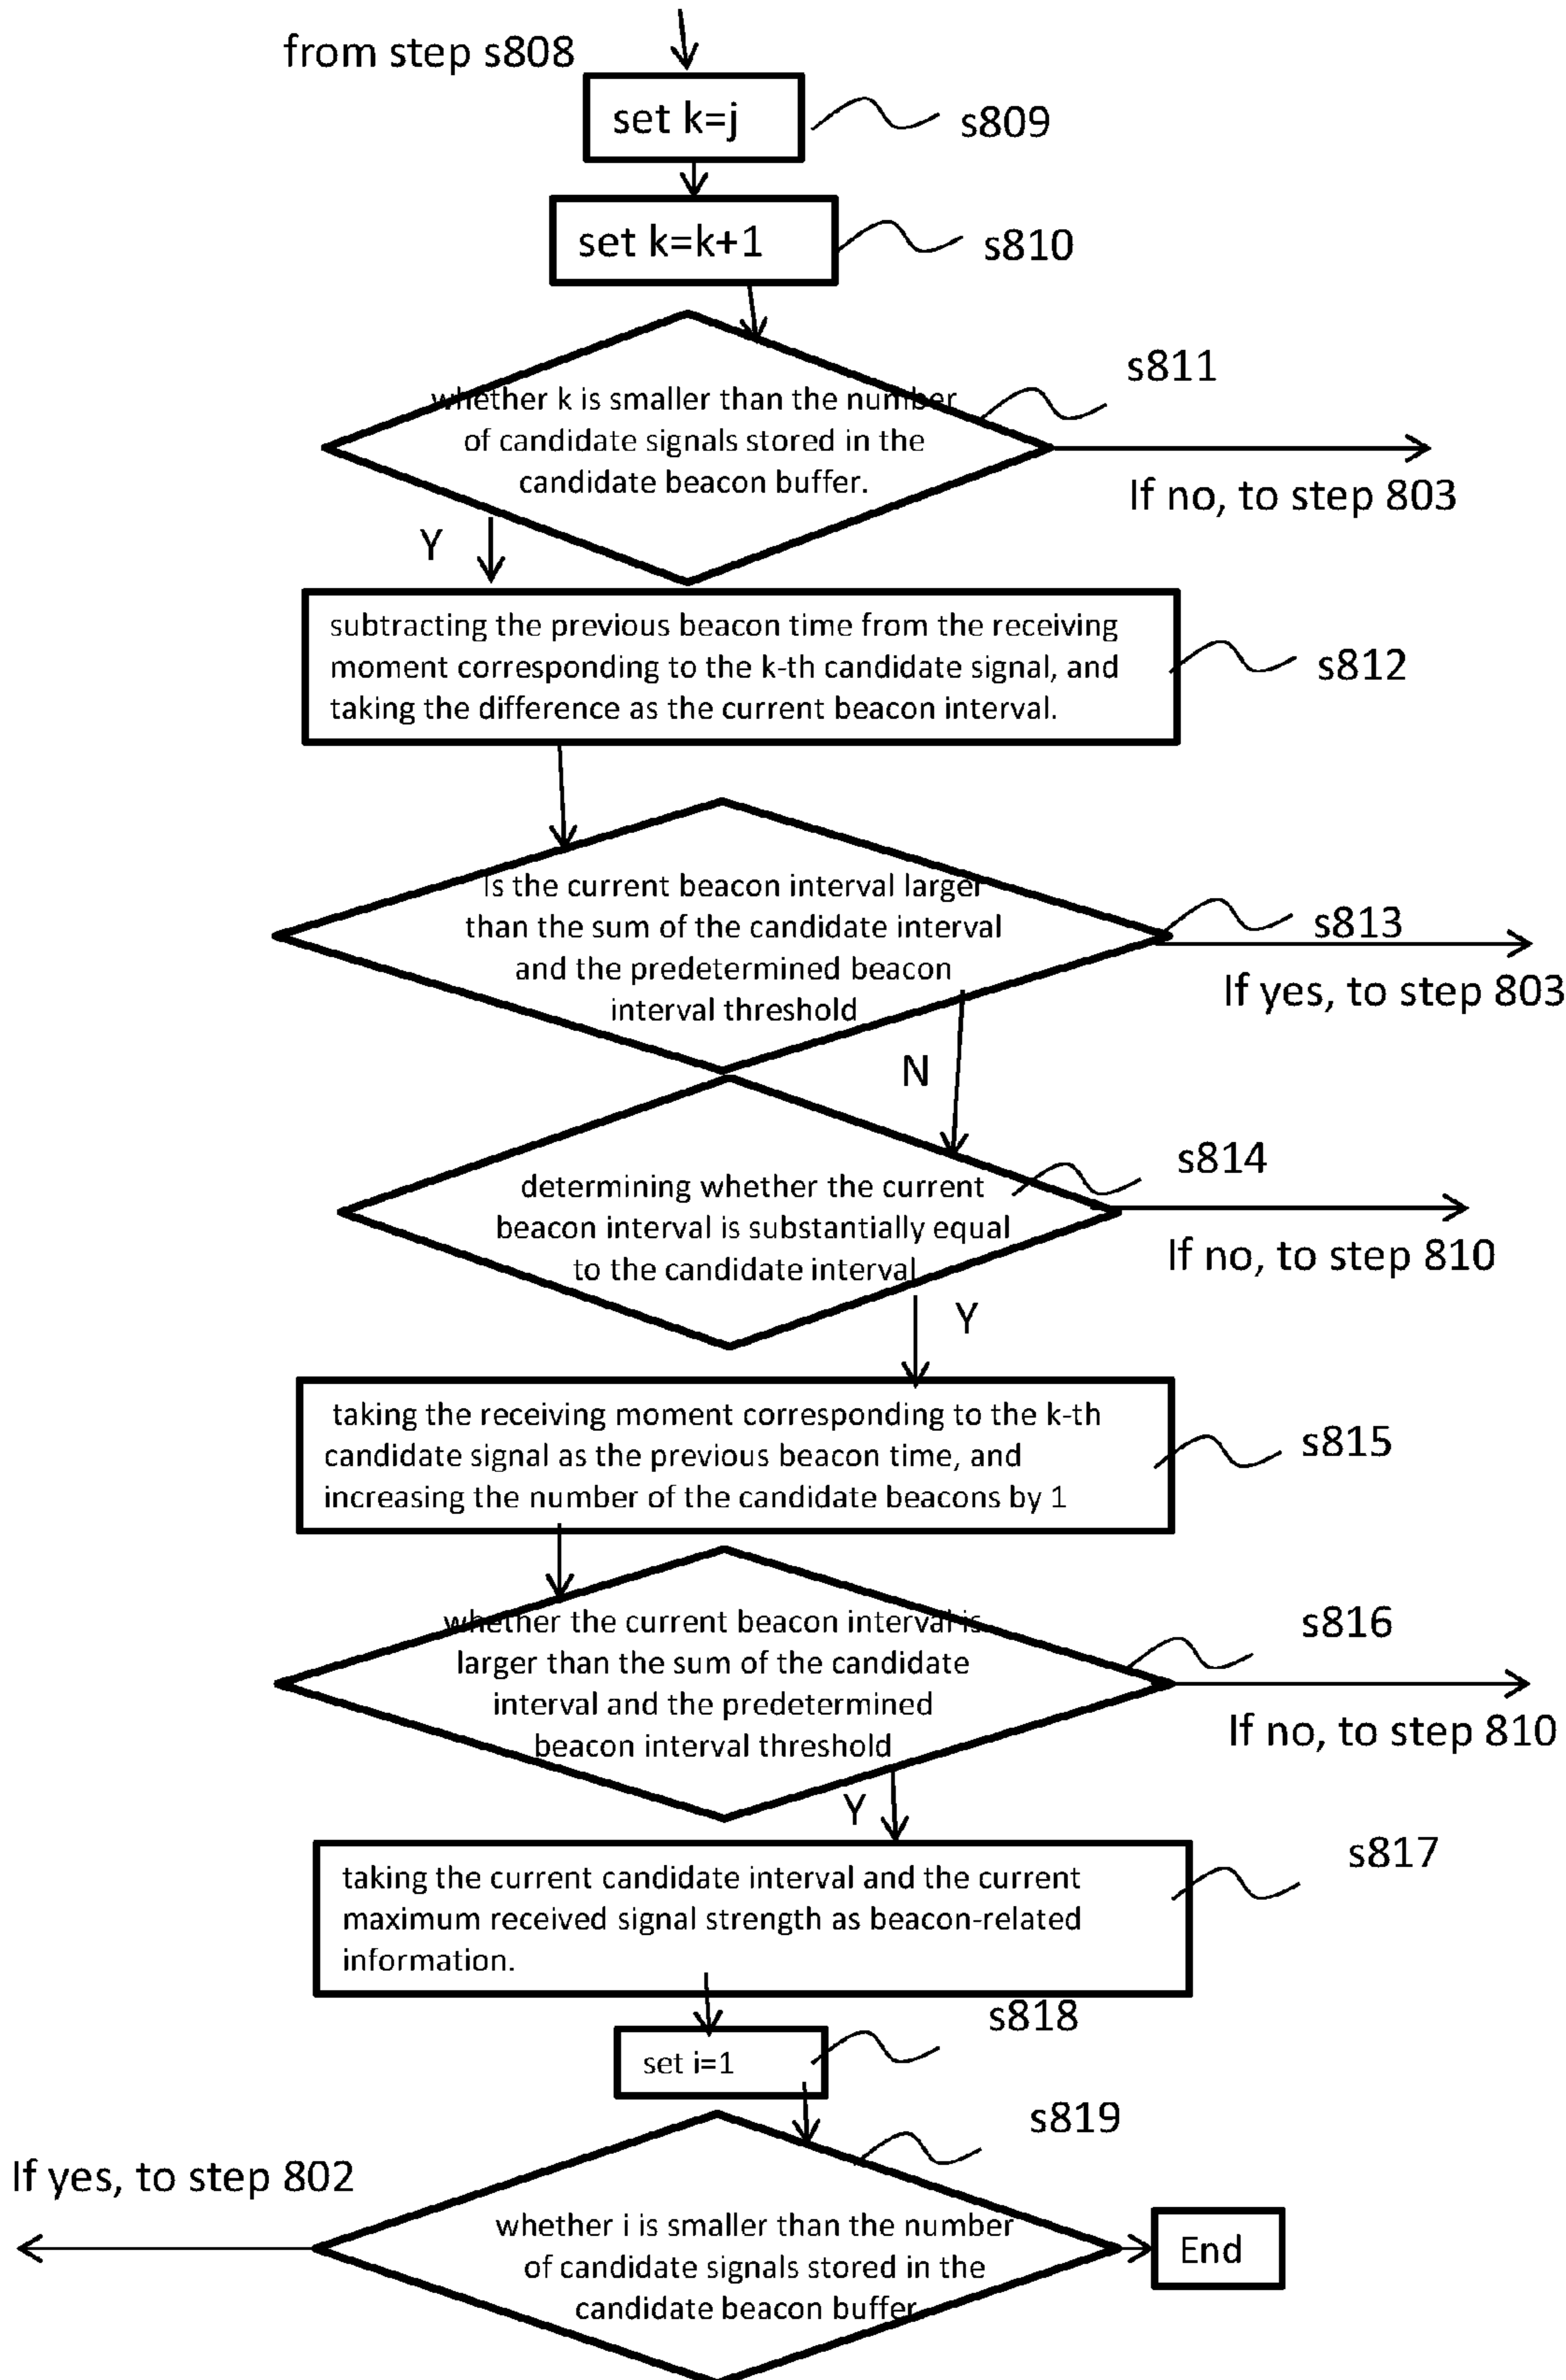 from step s808
set k=j
s809
set k=k+1
s810
s811
whether k is smaller than the number
of candidate signals stored in the
candidate beacon buffer.
If no, to step 803
Y
subtracting the previous beacon time from the receiving
moment corresponding to the k-th candidate signal, and
taking the difference as the current beacon interval.
s812
Is the current beacon interval larger
than the sum of the candidate interval
and the predetermined beacon
interval threshold
s813
If yes, to step 803
N
s814
determining whether the current
beacon interval is substantially equal
to the candidate interval
If no, to step 810
Y
taking the receiving moment corresponding to the k-th
candidate signal as the previous beacon time, and
increasing the number of the candidate beacons by 1
s815
whether the current beacon interval is
larger than the sum of the candidate
interval and the predetermined
beacon interval threshold
s816
If no, to step 810
Y
taking the current candidate interval and the current
maximum received signal strength as beacon-related
information.
s817
s818
set i=1
s819
If yes, to step 802
whether i is smaller than the number
of candidate signals stored in the
candidate beacon buffer
End